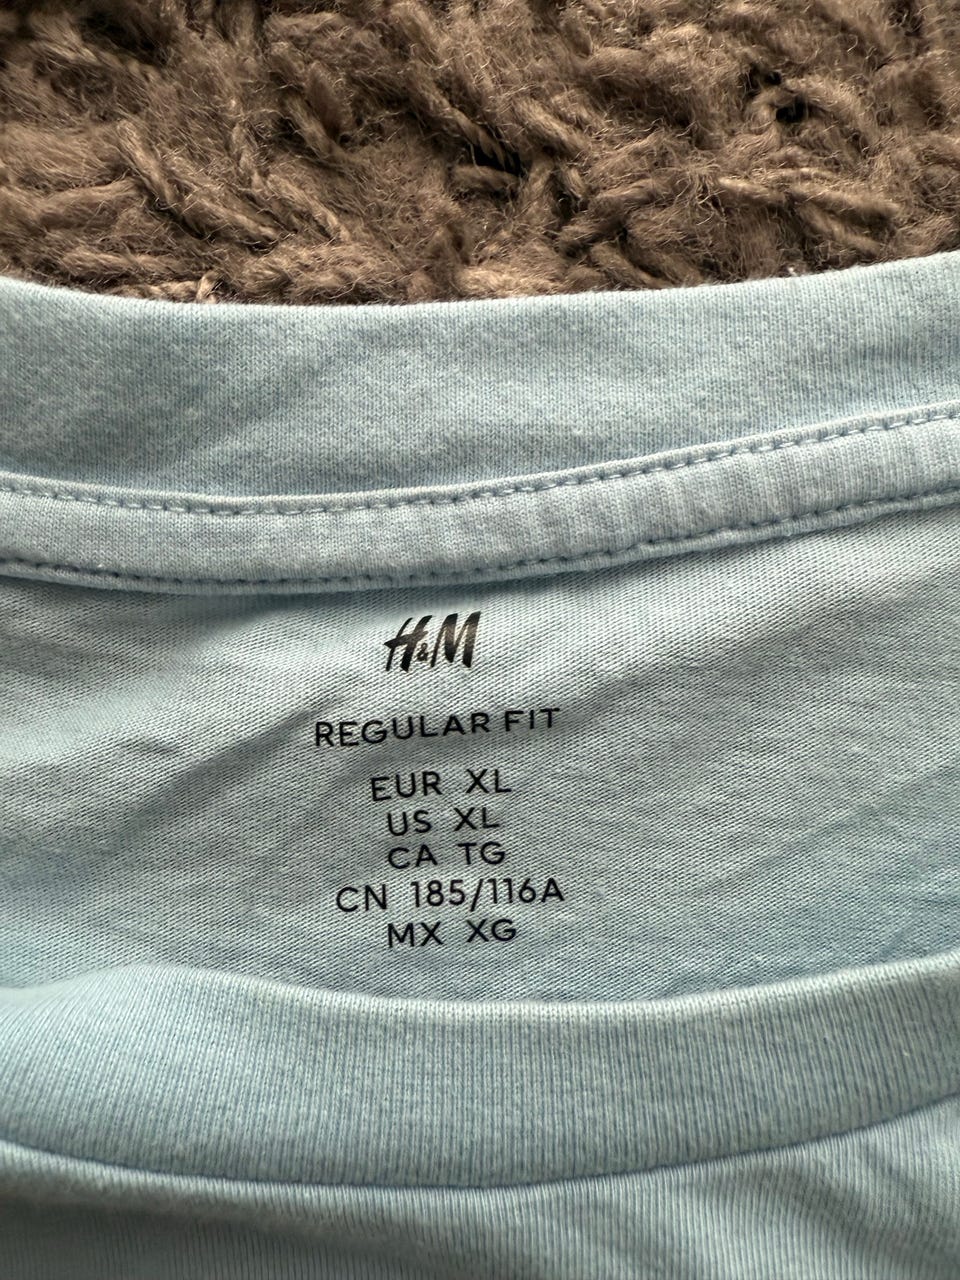 H&M
REGULAR FIT
EUR XL
US XL
CA TG
CN 185/116A
MX XG